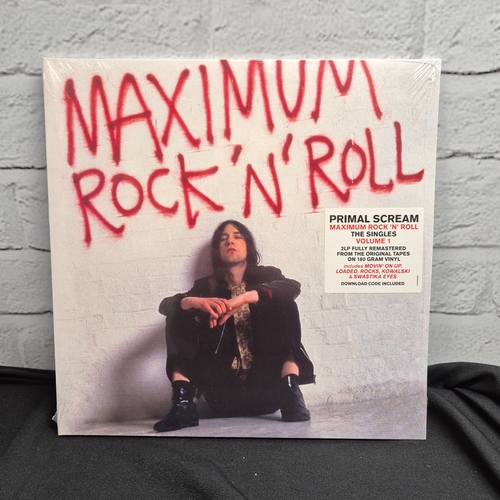 MAXIMUM
ROCK 'N' ROLL
PRIMAL SCREAM
MAXIMUM ROCK 'N' ROLL
THE SINGLES
VOLUME 1
2LP FULLY REMASTERED
FROM THE ORIGINAL TAPES
ON 180 GRAM VINYL
includes MOVIN' ON UP,
LOADED, ROCKS, KOWALSKI
& SWASTIKA EYES
DOWNLOAD CODE INCLUDED